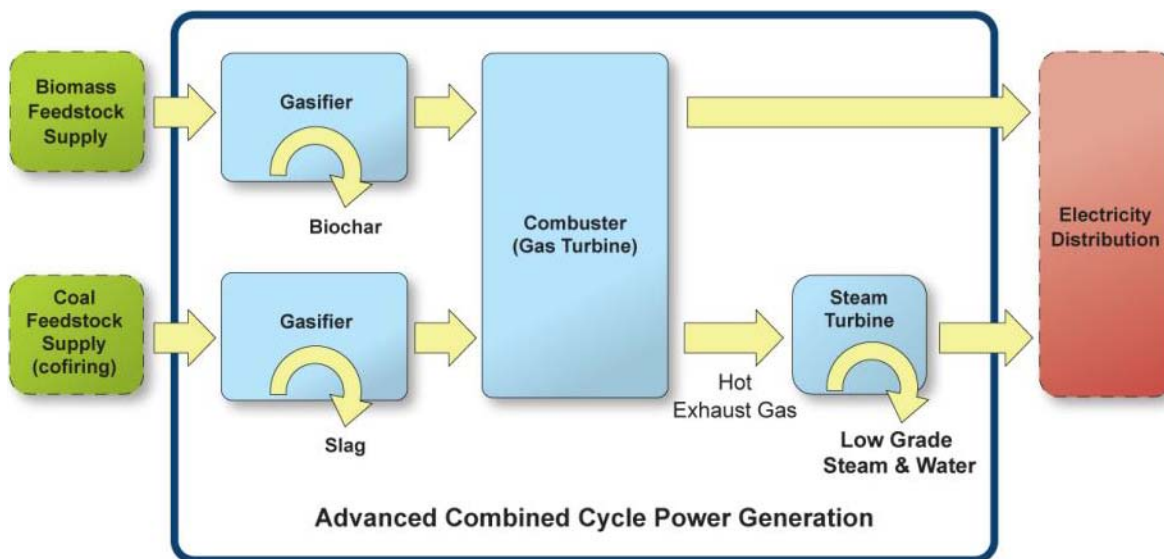 Biomass
Feedstock
Supply
Gasifier
Biochar
Coal
Feedstock
Supply
(cofiring)
Gasifier
Slag
Combuster
(Gas Turbine)
Hot
Exhaust Gas
Steam
Turbine
Low Grade
Steam & Water
Electricity
Distribution
Advanced Combined Cycle Power Generation